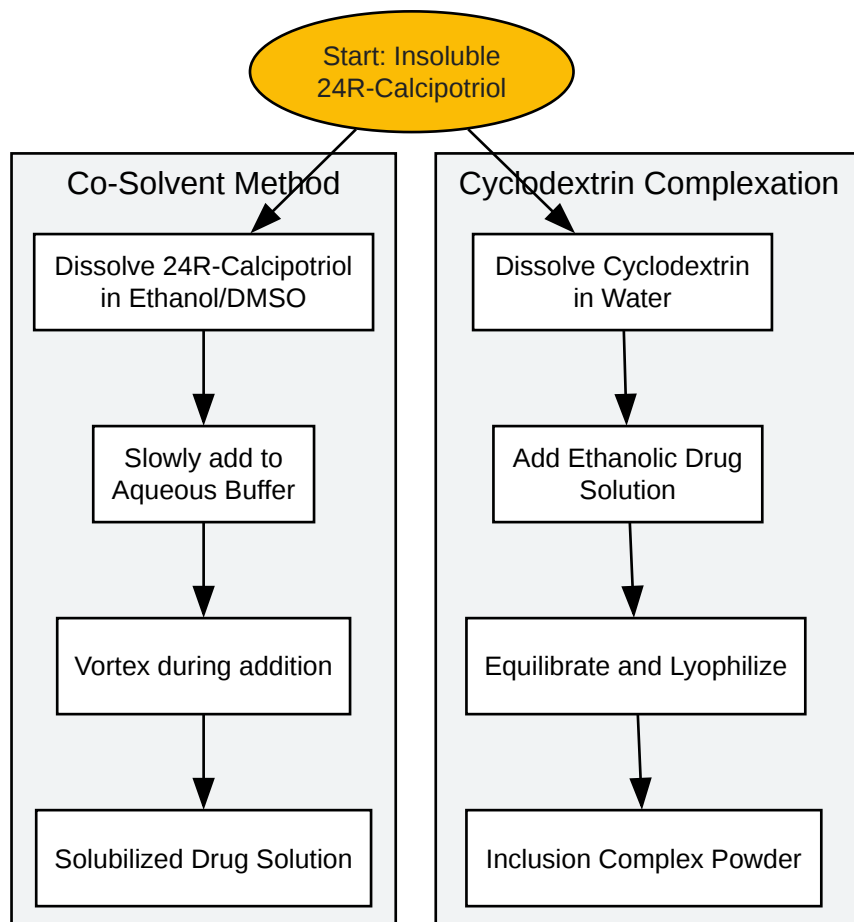 Start: Insoluble
24R-Calcipotriol
Co-Solvent Method
Dissolve 24R-Calcipotriol
in Ethanol/DMSO
Slowly add to
Aqueous Buffer
Vortex during addition
Solubilized Drug Solution
Cyclodextrin Complexation
Dissolve Cyclodextrin
in Water
Add Ethanolic Drug
Solution
Equilibrate and Lyophilize
Inclusion Complex Powder